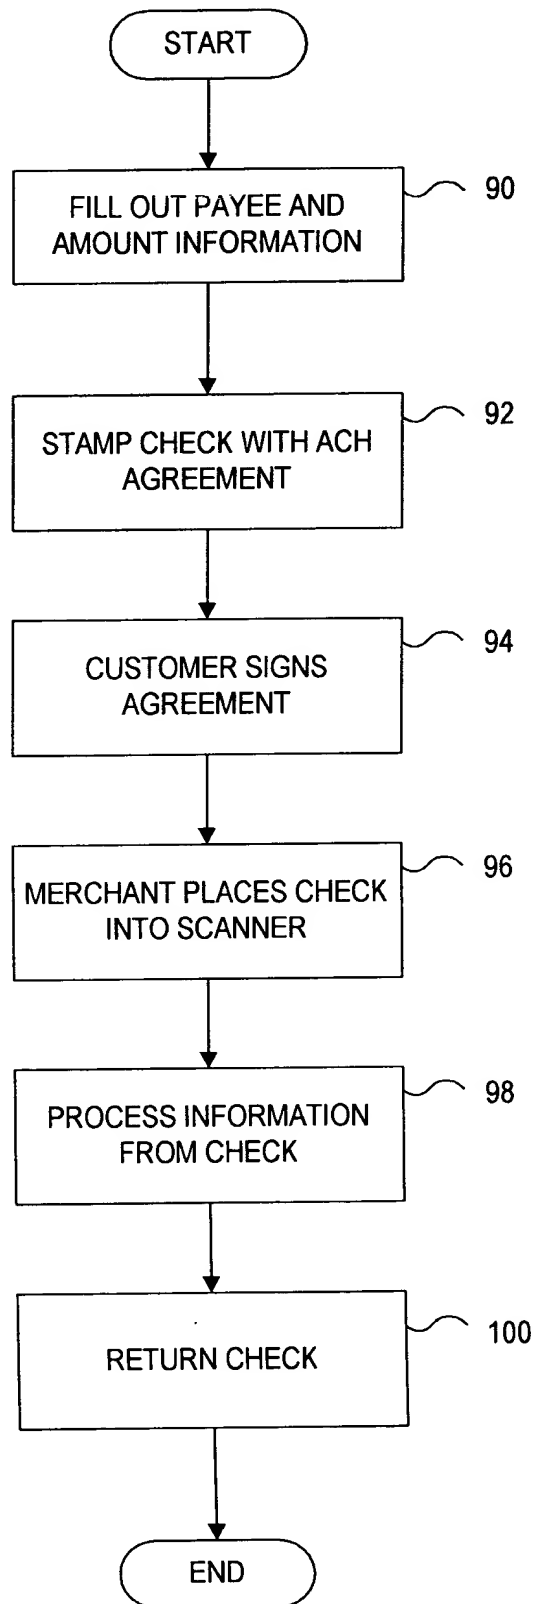 START
FILL OUT PAYEE AND
AMOUNT INFORMATION
90
STAMP CHECK WITH ACH
AGREEMENT
92
CUSTOMER SIGNS
AGREEMENT
94
MERCHANT PLACES CHECK
INTO SCANNER
96
PROCESS INFORMATION
FROM CHECK
98
RETURN CHECK
100
END